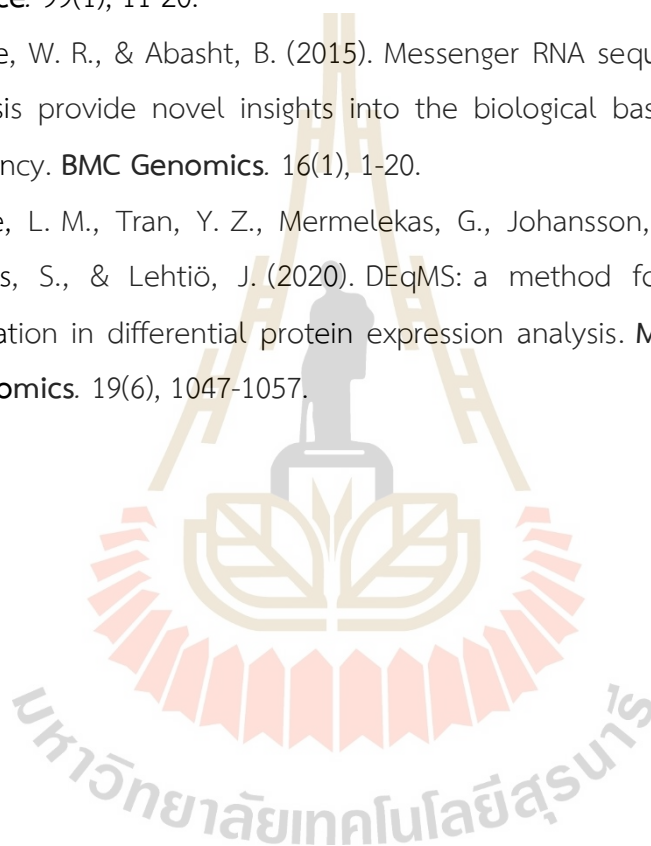 ce. 99(1), 11-20.
e, W. R., & Abasht, B. (2015). Messenger RNA sequ
sis provide novel insights into the biological bas
ncy. BMC Genomics. 16(1), 1-20.
e, L. M., Tran, Y. Z., Mermelekas, G., Johansson,
s, S., & Lehtiö, J. (2020). DEqMS: a method fo
ation in differential protein expression analysis. M
omics. 19(6), 1047-1057.
มหาวิทยาลัยเทคโนโลยีสุรนารี